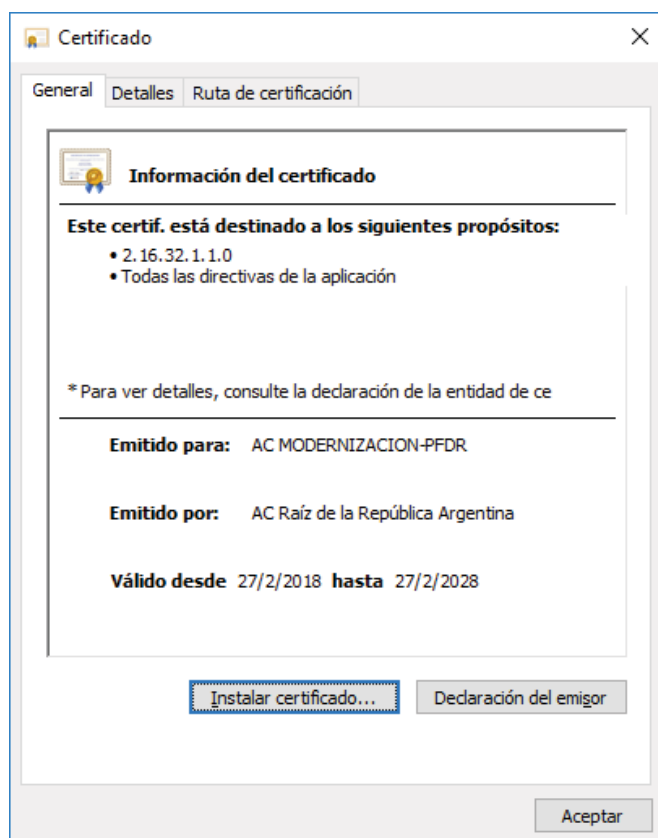 Certificado
General Detalles Ruta de certificación
Información del certificado
Este certif. está destinado a los siguientes propósitos:
• 2.16.32.1.1.0
• Todas las directivas de la aplicación
* Para ver detalles, consulte la declaración de la entidad de ce
Emitido para: AC MODERNIZACION-PFDR
Emitido por: AC Raíz de la República Argentina
Válido desde 27/2/2018 hasta 27/2/2028
Instalar certificado... Declaración del emisor
Aceptar